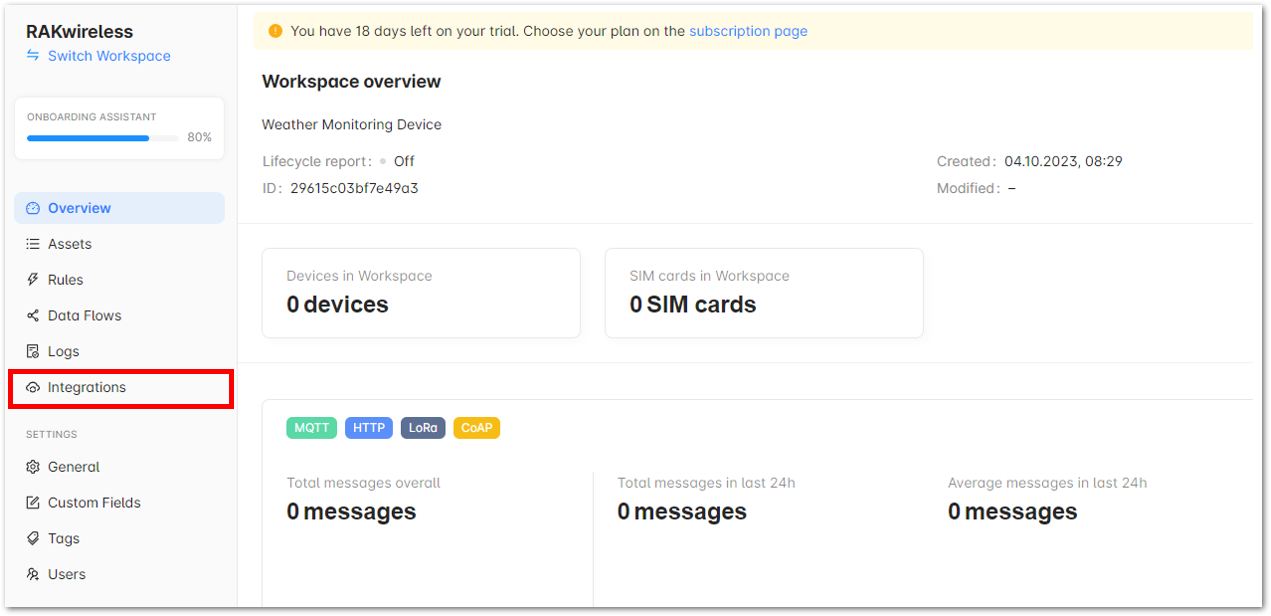 RAKwireless
Switch Workspace
ONBOARDING ASSISTANT
80%
Overview
Assets
Rules
Data Flows
Logs
Integrations
SETTINGS
General
Custom Fields
Tags
Users
You have 18 days left on your trial. Choose your plan on the subscription page
Workspace overview
Weather Monitoring Device
Lifecycle report: Off
Created: 04.10.2023, 08:29
ID: 29615c03bf7e49a3
Modified: –
Devices in Workspace
0 devices
SIM cards in Workspace
0 SIM cards
MQTT HTTP LoRa CoAP
Total messages overall
0 messages
Total messages in last 24h
0 messages
Average messages in last 24h
0 messages